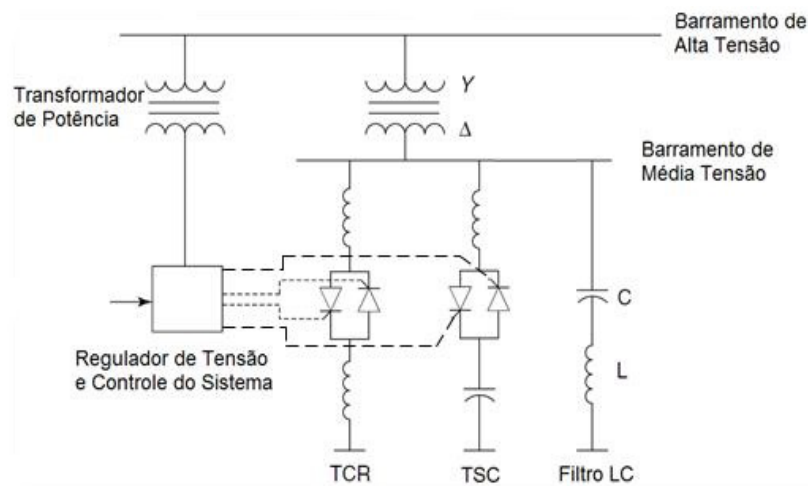 Barramento de
Alta Tensão
Transformador
de Potência
Y
Δ
Barramento de
Média Tensão
C
L
Regulador de Tensão
e Controle do Sistema
TCR
TSC
Filtro LC